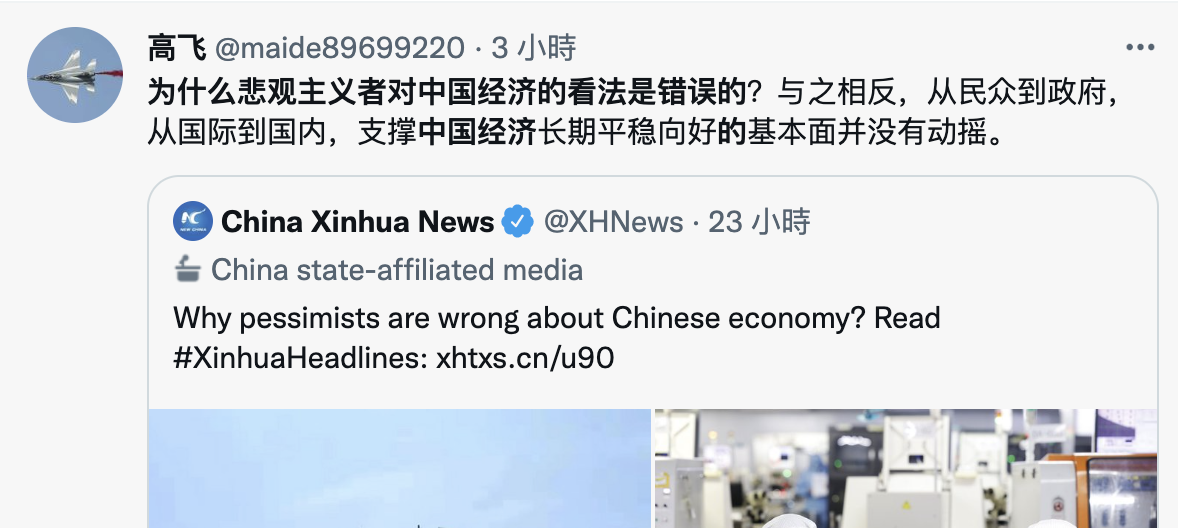 高飞 @maide89699220 · 3 小時
为什么悲观主义者对中国经济的看法是错误的？与之相反，从民众到政府，
从国际到国内，支撑中国经济长期平稳向好的基本面并没有动摇。
China Xinhua News @XHNews · 23 小時
China state-affiliated media
Why pessimists are wrong about Chinese economy? Read
#XinhuaHeadlines: xhtxs.cn/u90